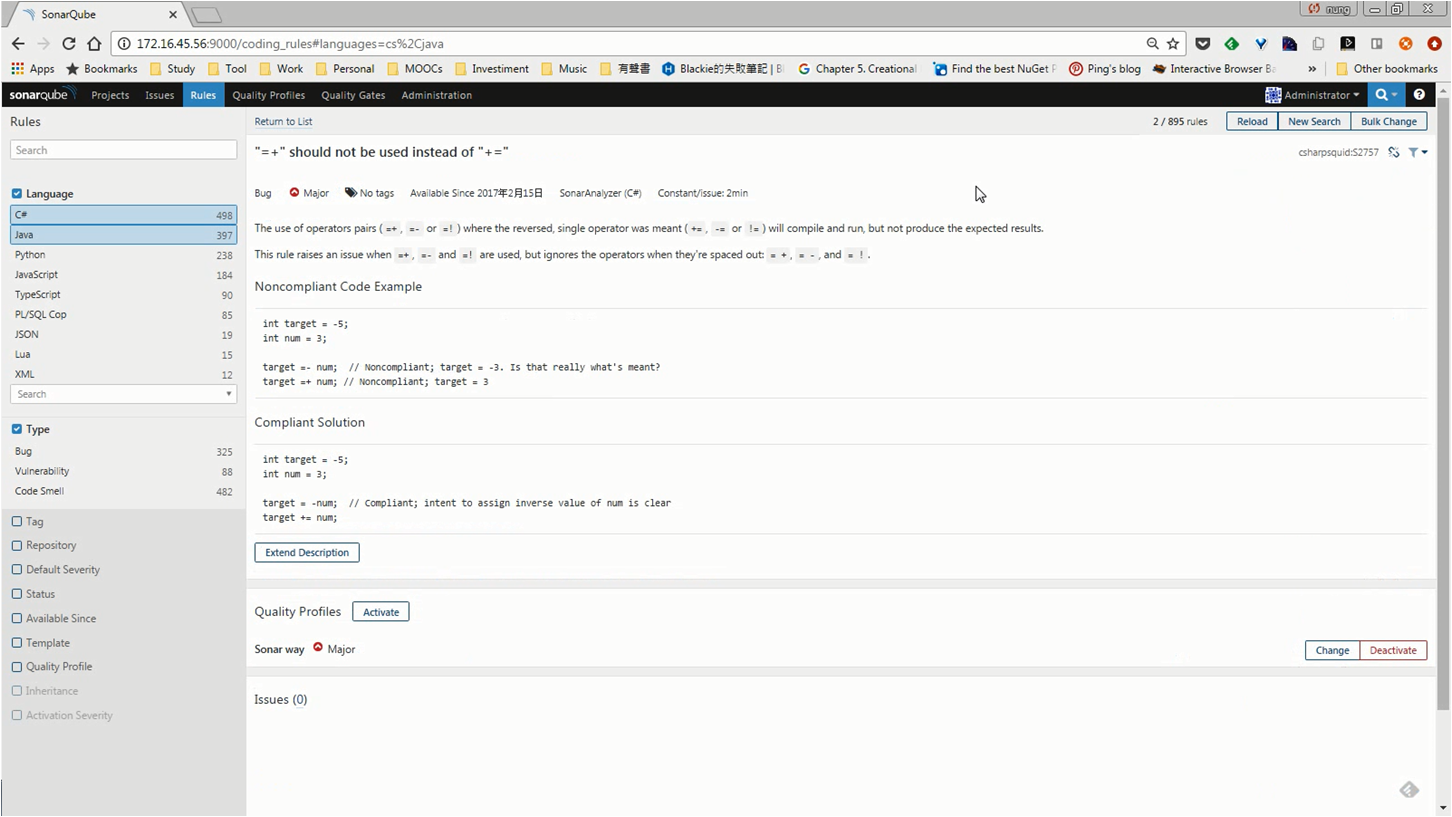 SonarQube
nung
172.16.45.56:9000/coding_rules#languages=cs%2Cjava
Apps Bookmarks Study Tool Work Personal MOOCs Investiment Music 有聲書 Blackie的失敗筆記 | Bl Chapter 5. Creational Find the best NuGet P Ping's blog Interactive Browser Ba » Other bookmarks
sonarqube Projects Issues Rules Quality Profiles Quality Gates Administration Administrator ?
Rules Return to List 2 / 895 rules Reload New Search Bulk Change
Search
"=+" should not be used instead of "+=" csharpsquid:S2757
Bug Major No tags Available Since 2017年2月15日 SonarAnalyzer (C#) Constant/issue: 2min
Language
C# 498
Java 397
Python 238
JavaScript 184
TypeScript 90
PL/SQL Cop 85
JSON 19
Lua 15
XML 12
Search
Type
Bug 325
Vulnerability 88
Code Smell 482
Tag
Repository
Default Severity
Status
Available Since
Template
Quality Profile
Inheritance
Activation Severity
The use of operators pairs ( =+ , =- or =! ) where the reversed, single operator was meant ( += , -= or != ) will compile and run, but not produce the expected results.
This rule raises an issue when =+ , =- and =! are used, but ignores the operators when they're spaced out: = + , = - , and = ! .
Noncompliant Code Example
int target = -5;
int num = 3;
target =- num;  // Noncompliant; target = -3. Is that really what's meant?
target =+ num; // Noncompliant; target = 3
Compliant Solution
int target = -5;
int num = 3;
target = -num;  // Compliant; intent to assign inverse value of num is clear
target += num;
Extend Description
Quality Profiles Activate
Sonar way Major Change Deactivate
Issues (0)